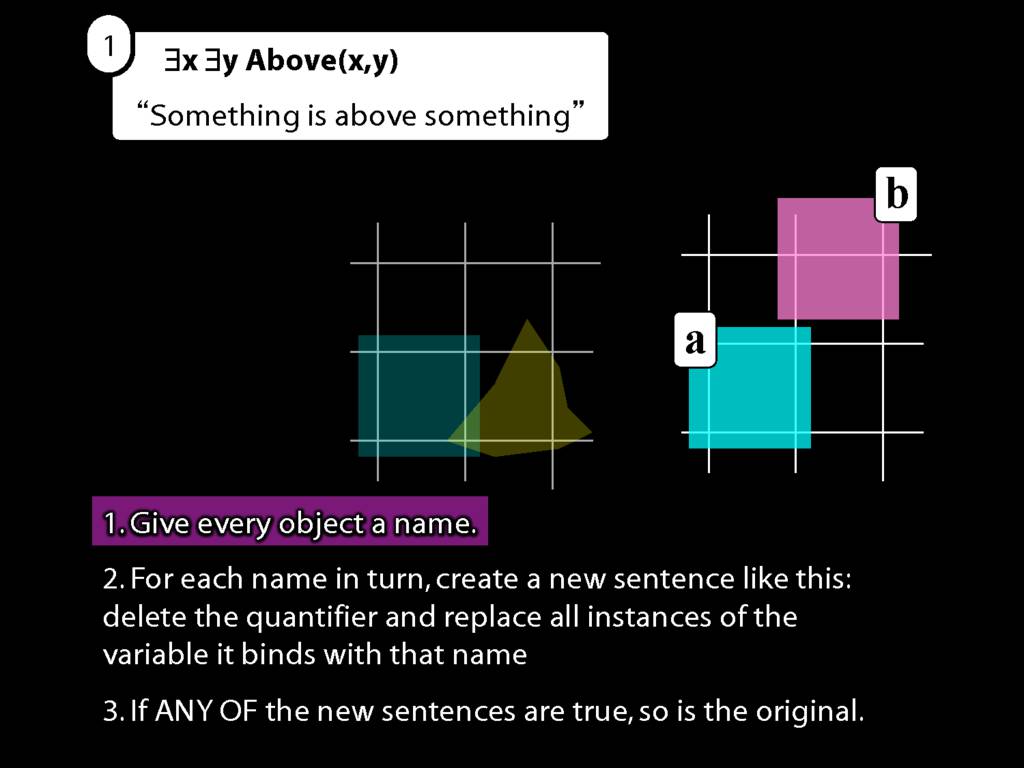 1
∃x ∃y Above(x,y)
“Something is above something”
b
a
1. Give every object a name.
2. For each name in turn, create a new sentence like this:
delete the quantifier and replace all instances of the
variable it binds with that name
3. If ANY OF the new sentences are true, so is the original.